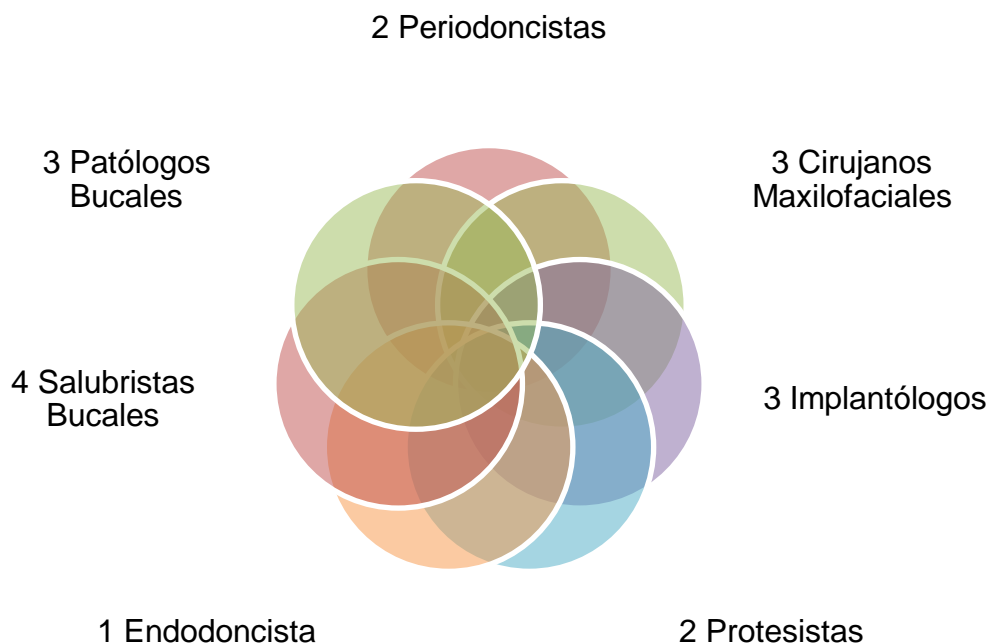 2 Periodoncistas
3 Patólogos
Bucales
3 Cirujanos
Maxilofaciales
4 Salubristas
Bucales
3 Implantólogos
1 Endodoncista
2 Protesistas